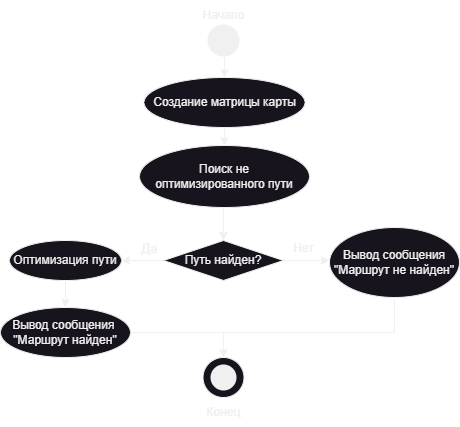 Начало
Создание матрицы карты
Поиск не
оптимизированного пути
Да
Нет
Оптимизация пути
Путь найден?
Вывод сообщения
"Маршрут не найден"
Вывод сообщения
"Маршрут найден"
Конец